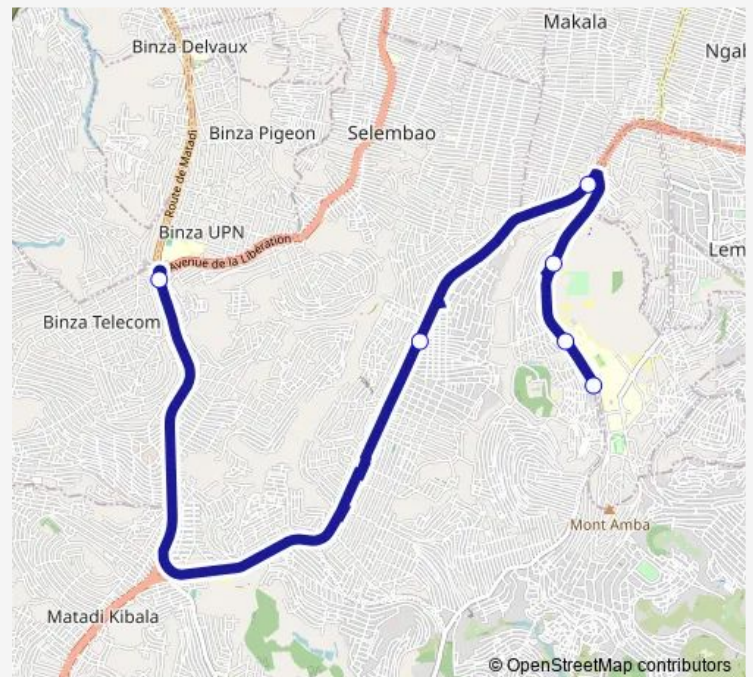 Makala
Binza Delvaux
Ngal
Route de Matadi
Binza Pigeon
Selembao
Binza UPN
Avenue de la Libération
Lem
Binza Telecom
Mont Amba
Matadi Kibala
© OpenStreetMap contributors